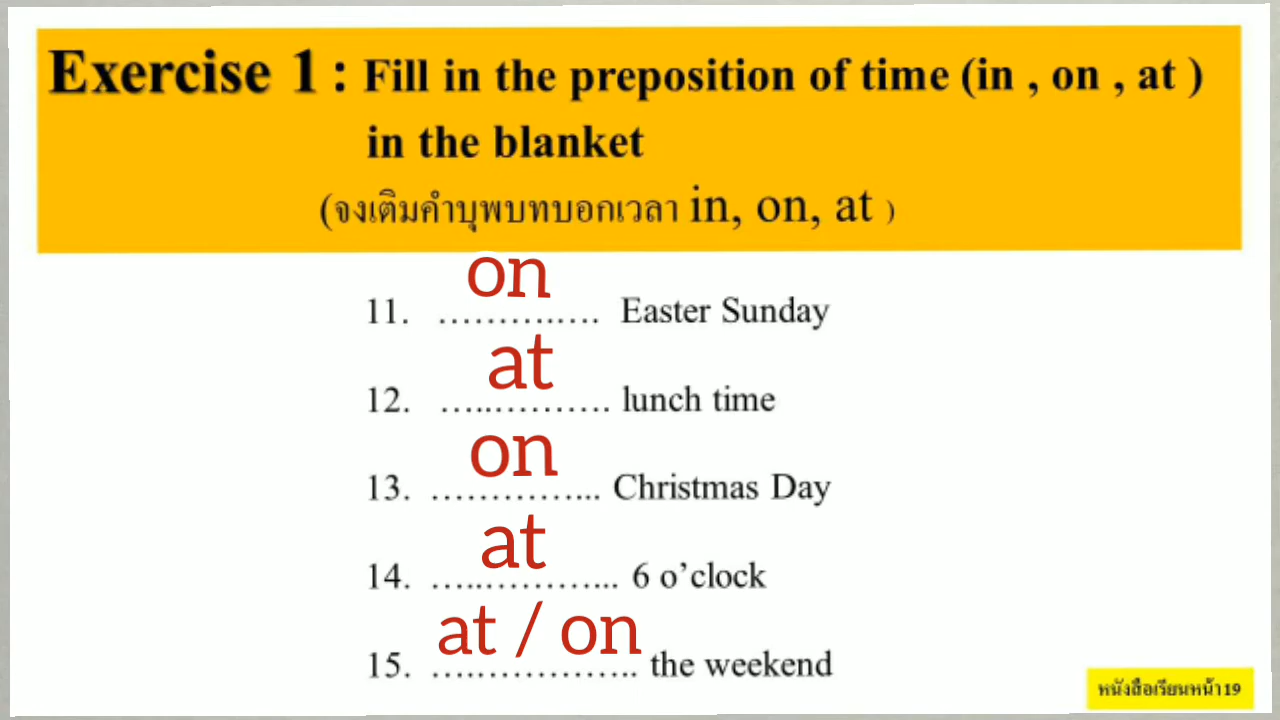 Exercise 1 : Fill in the preposition of time (in , on , at )
in the blanket
(จงเติมคำบุพบทบอกเวลา in, on, at )
on
11. …………….… Easter Sunday
at
12. …..………. lunch time
on
13. …………... Christmas Day
at
14. …..………... 6 o’clock
at / on
15. ….………….. the weekend
หนังสือเรียนหน้า 19